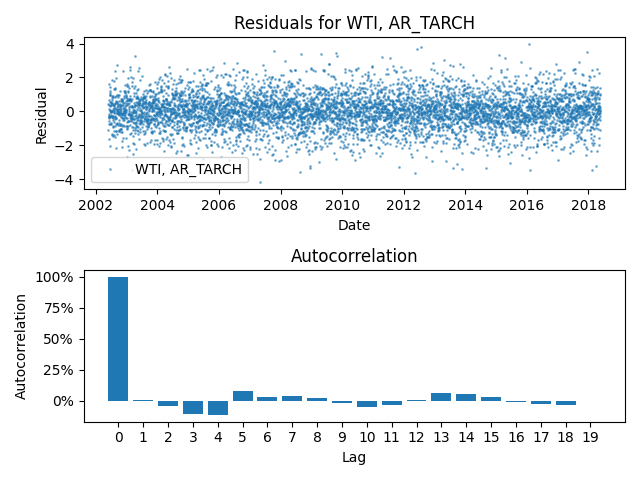 Residuals for WTI, AR_TARCH
4
2
0
−2
−4
Residual
WTI, AR_TARCH
2002 2004 2006 2008 2010 2012 2014 2016 2018
Date
Autocorrelation
100%
75%
50%
25%
0%
Autocorrelation
0 1 2 3 4 5 6 7 8 9 10 11 12 13 14 15 16 17 18 19
Lag